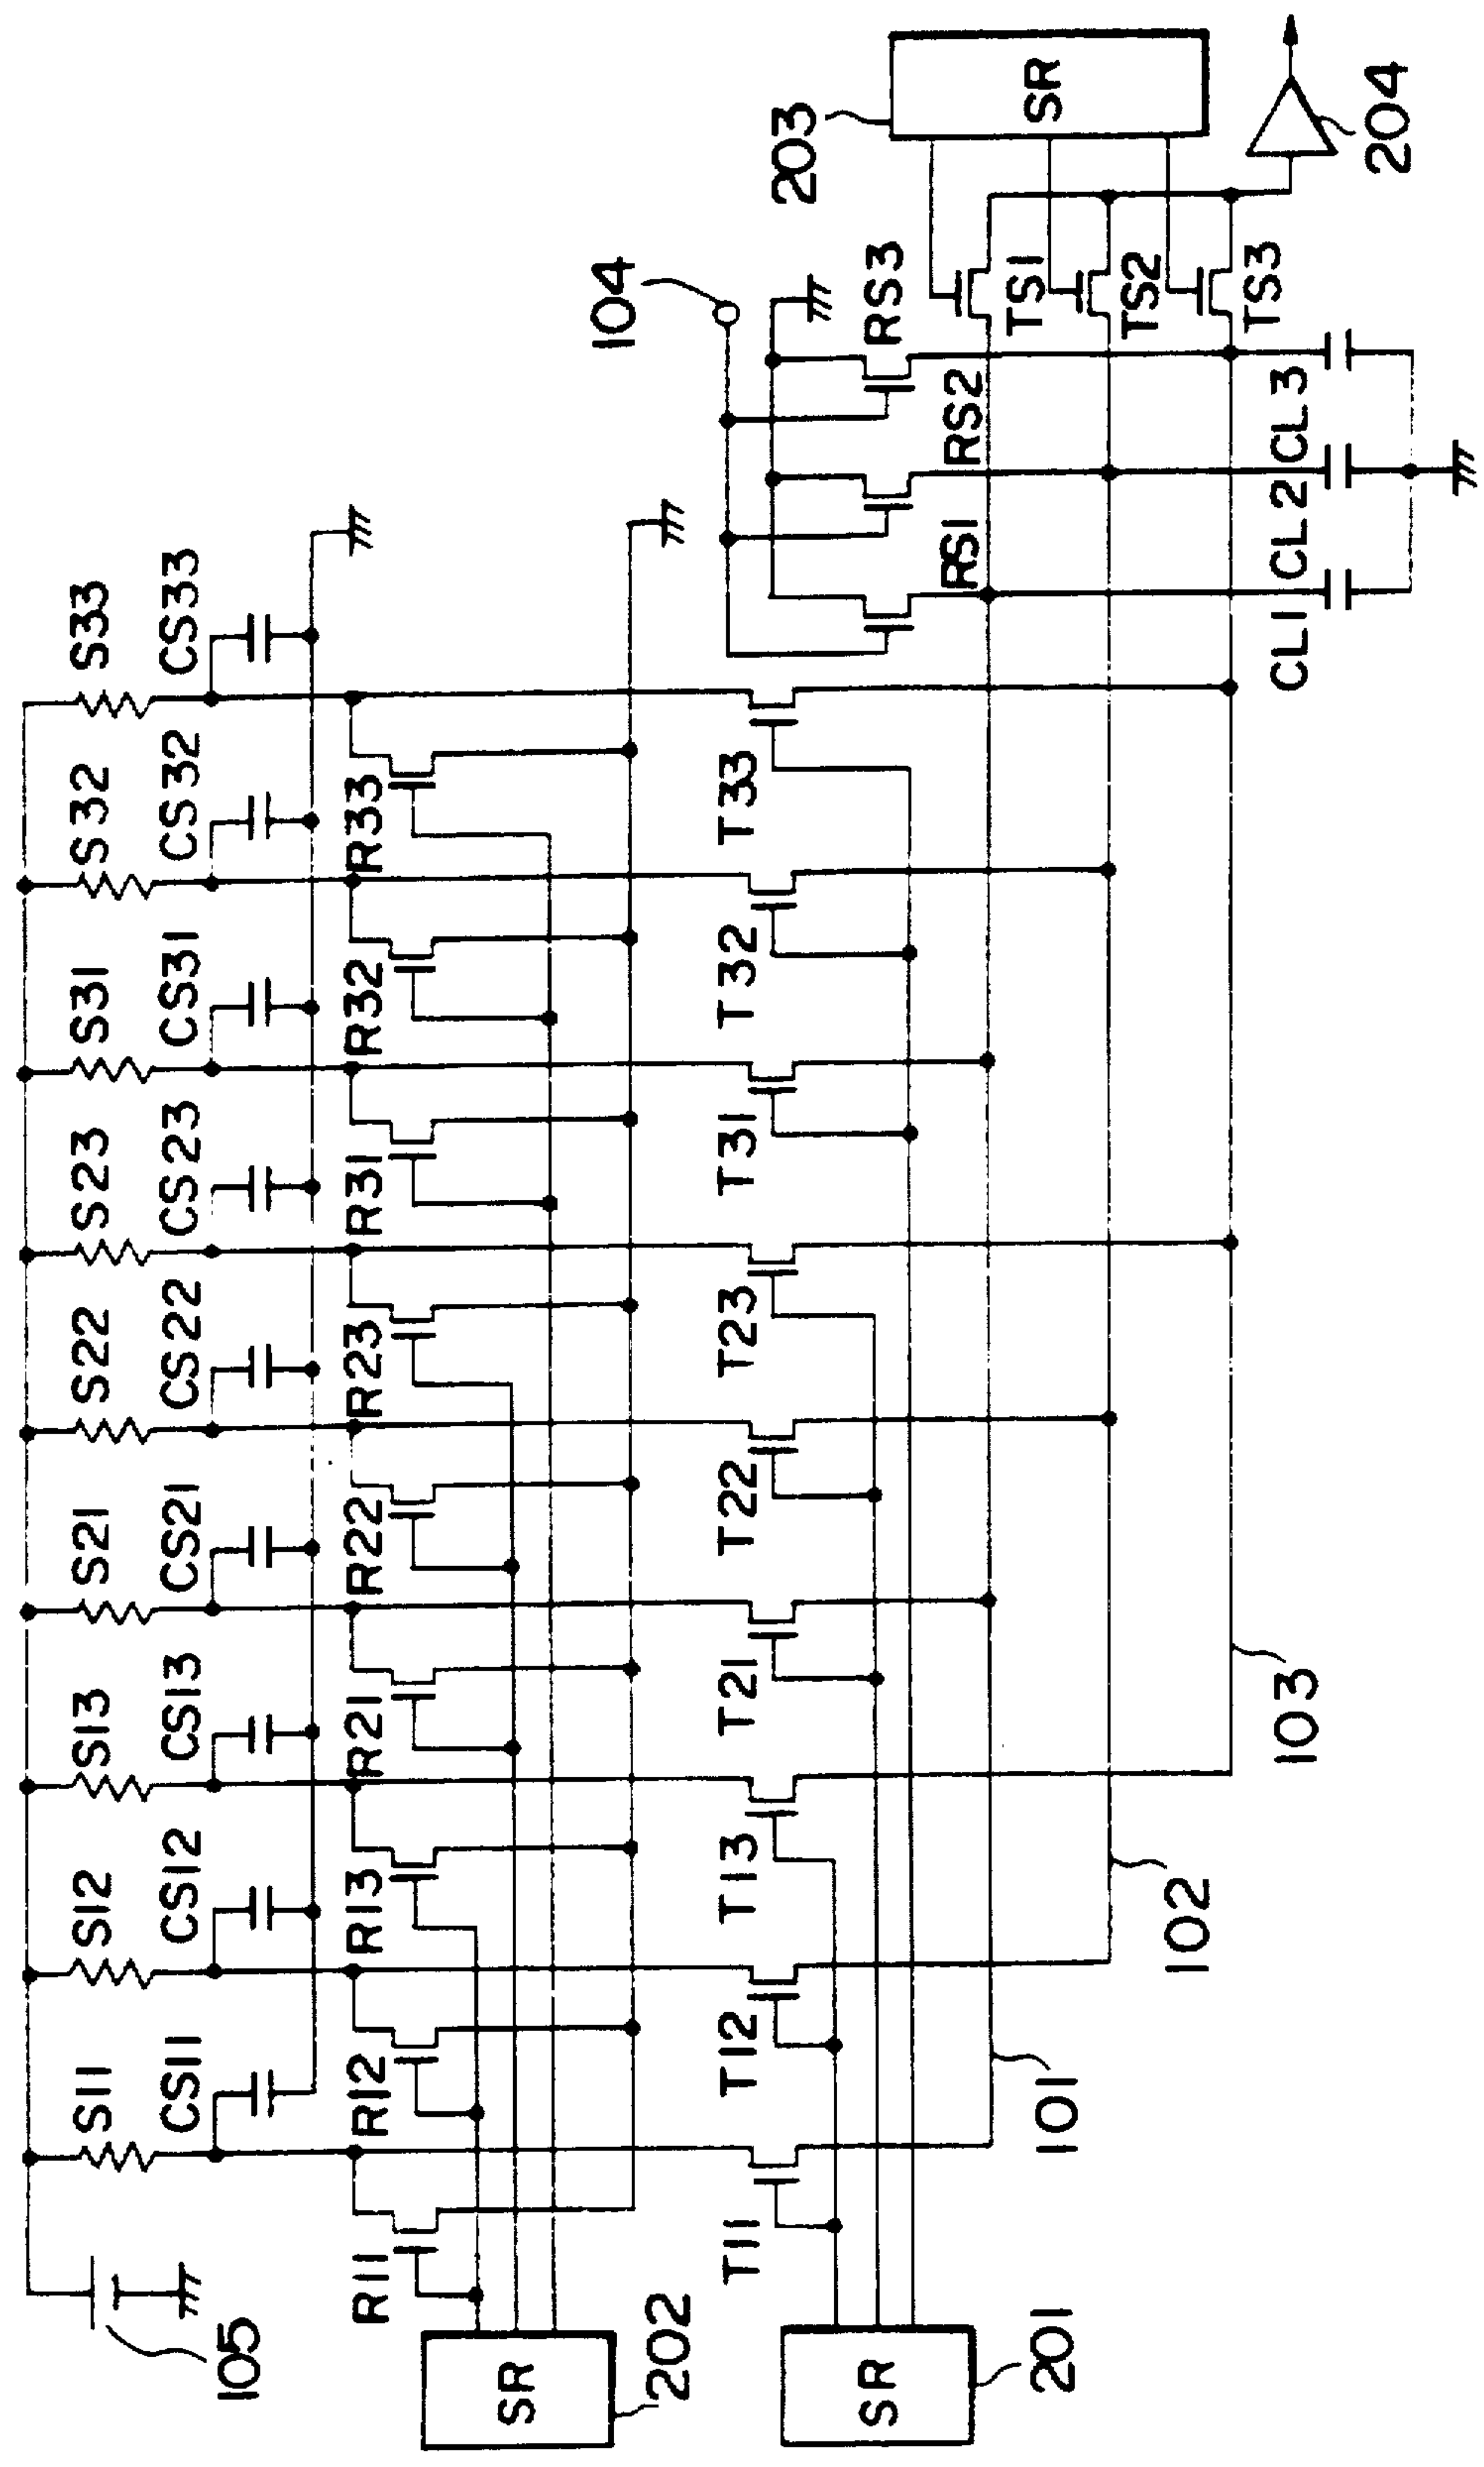 105
S11
S12
S13
S21
S22
S23
S31
S32
S33
CS11
CS12
CS13
CS21
CS22
CS23
CS31
CS32
CS33
R11
R12
R13
R21
R22
R23
R31
R32
R33
SR
202
T11
T12
T13
T21
T22
T23
T31
T32
T33
SR
201
101
102
103
104
RS1
RS2
RS3
CL1
CL2
CL3
TS1
TS2
TS3
203
SR
204